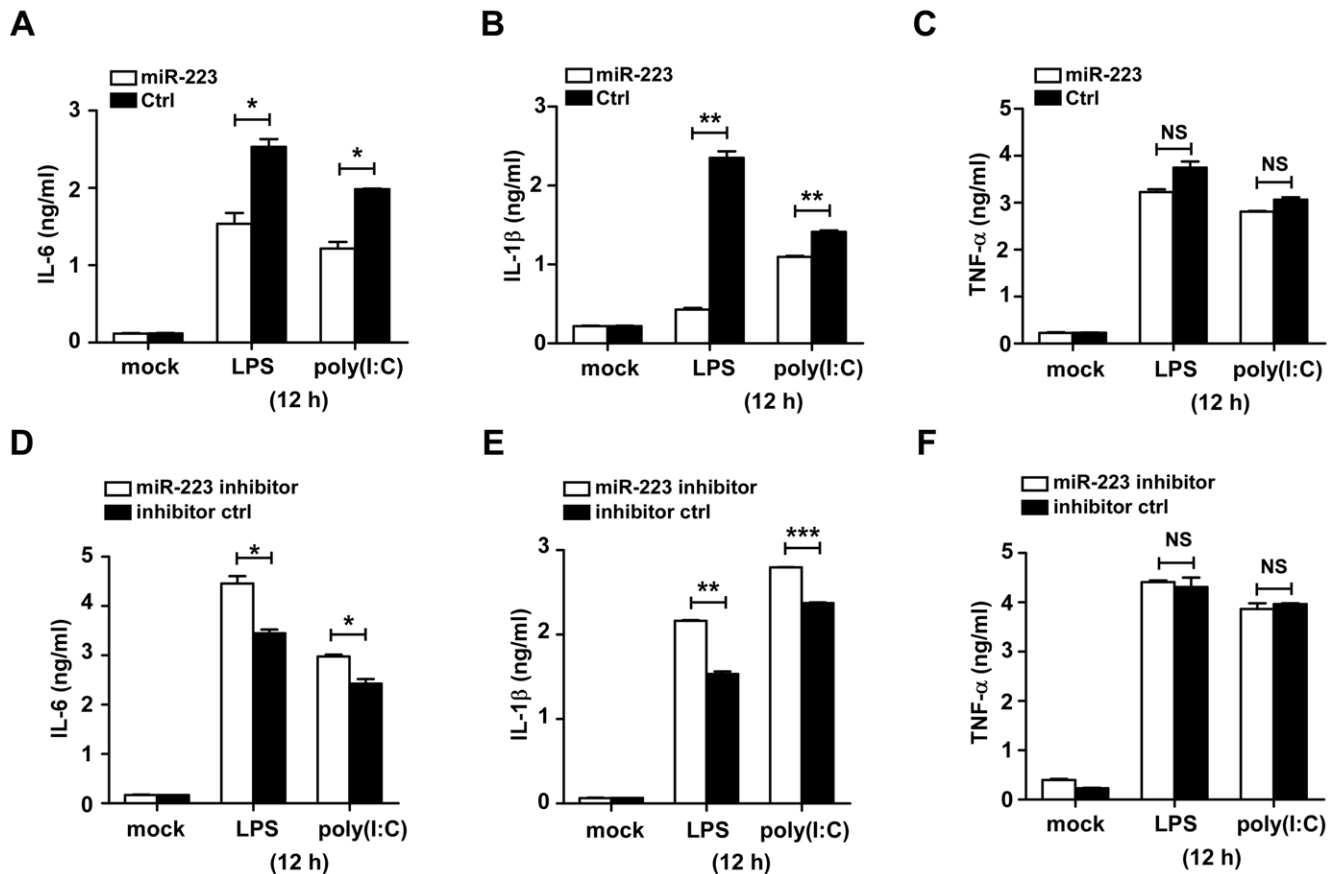 A
miR-223
Ctrl
IL-6 (ng/ml)
3
2
1
0
*
*
mock
LPS
poly(I:C)
(12 h)
B
miR-223
Ctrl
IL-1β (ng/ml)
3
2
1
0
**
**
mock
LPS
poly(I:C)
(12 h)
C
miR-223
Ctrl
TNF-α (ng/ml)
5
4
3
2
1
0
NS
NS
mock
LPS
poly(I:C)
(12 h)
D
miR-223 inhibitor
inhibitor ctrl
IL-6 (ng/ml)
5
4
3
2
1
0
*
*
mock
LPS
poly(I:C)
(12 h)
E
miR-223 inhibitor
inhibitor ctrl
IL-1β (ng/ml)
3
2
1
0
**
***
mock
LPS
poly(I:C)
(12 h)
F
miR-223 inhibitor
inhibitor ctrl
TNF-α (ng/ml)
5
4
3
2
1
0
NS
NS
mock
LPS
poly(I:C)
(12 h)